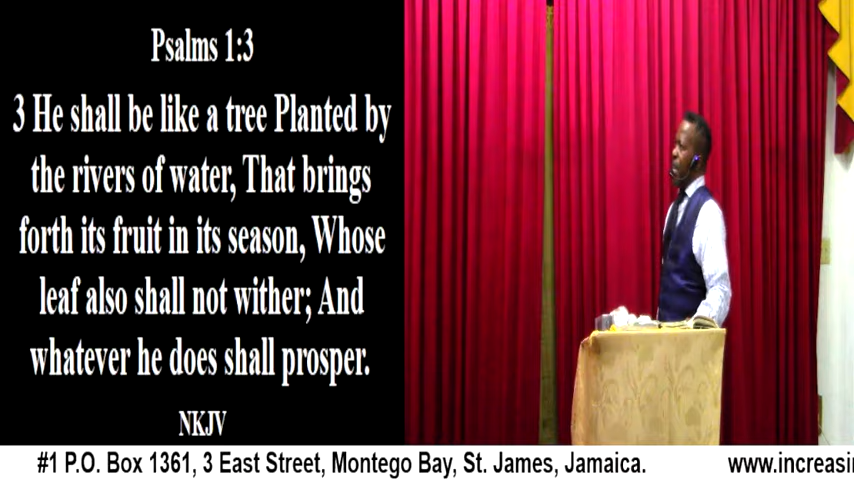 Psalms 1:3
3 He shall be like a tree Planted by
the rivers of water, That brings
forth its fruit in its season, Whose
leaf also shall not wither; And
whatever he does shall prosper.
NKJV
#1 P.O. Box 1361, 3 East Street, Montego Bay, St. James, Jamaica. www.increasi